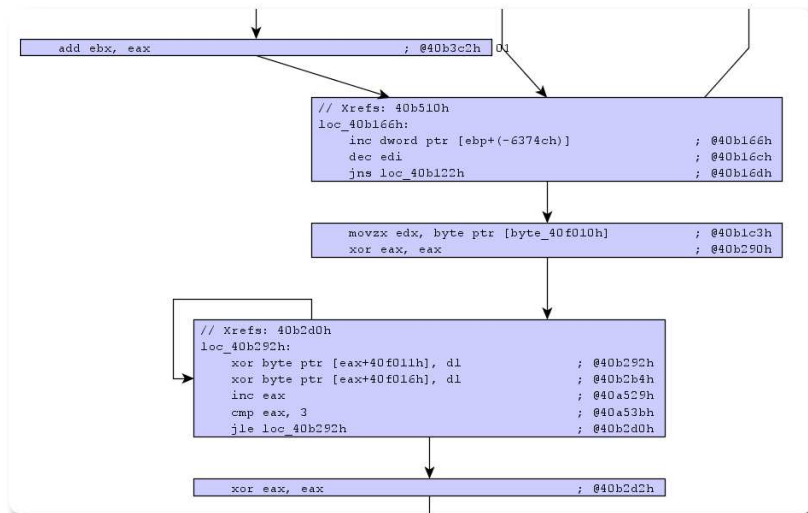 add ebx, eax ; @40b3c2h 01
// Xrefs: 40b510h
loc_40b166h:
inc dword ptr [ebp+(-6374ch)] ; @40b166h
dec edi ; @40b16ch
jns loc_40b122h ; @40b16dh
movzx edx, byte ptr [byte_40f010h] ; @40b1c3h
xor eax, eax ; @40b290h
// Xrefs: 40b2d0h
loc_40b292h:
xor byte ptr [eax+40f011h], dl ; @40b292h
xor byte ptr [eax+40f016h], dl ; @40b2b4h
inc eax ; @40a529h
cmp eax, 3 ; @40a53bh
jle loc_40b292h ; @40b2d0h
xor eax, eax ; @40b2d2h